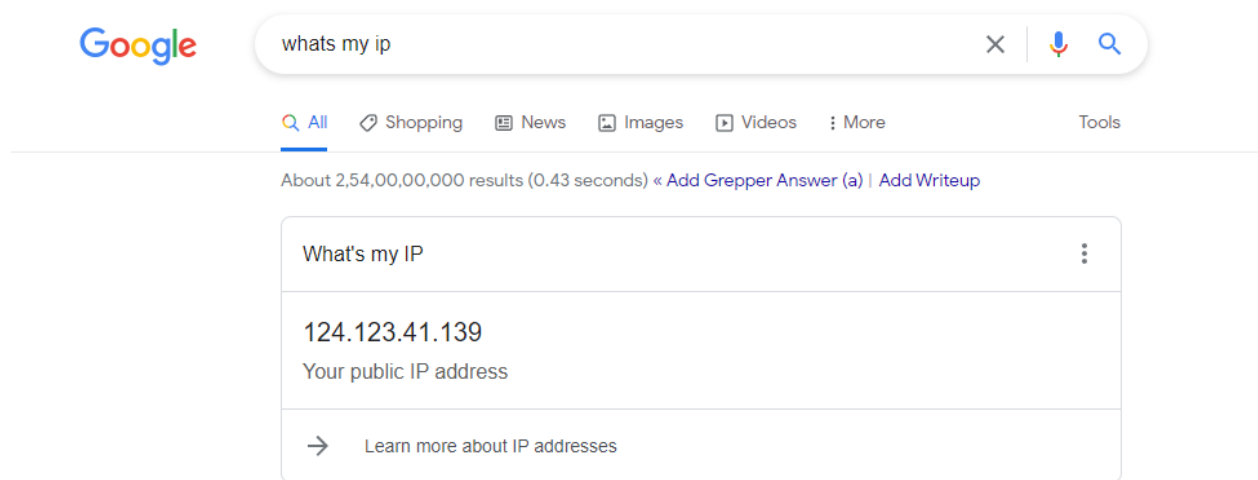 Google whats my ip
All Shopping News Images Videos More Tools
About 2,54,00,00,000 results (0.43 seconds) « Add Grepper Answer (a) | Add Writeup
What's my IP
124.123.41.139
Your public IP address
Learn more about IP addresses